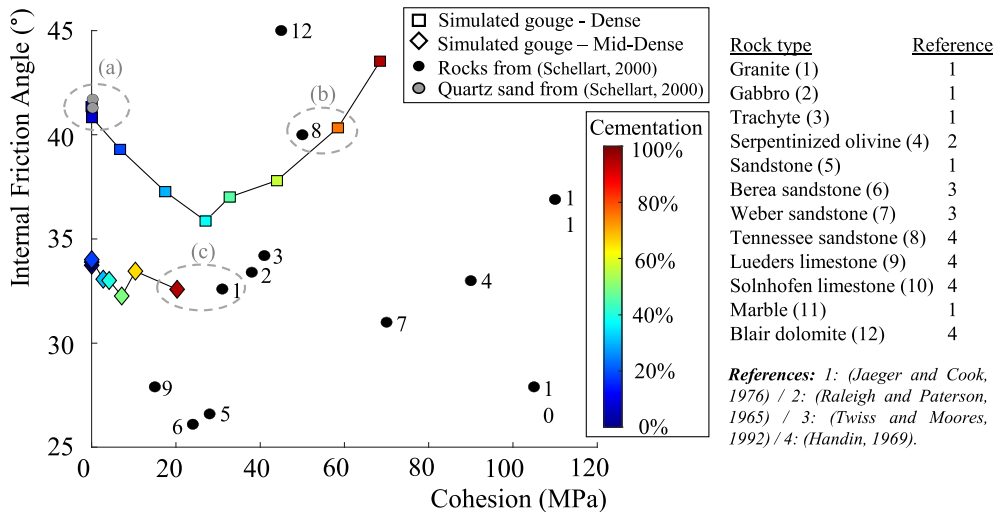 Internal Friction Angle (°)
45
40
35
30
25
0
20
40
60
80
100
120
Cohesion (MPa)
(a)
(b)
(c)
12
8
1
1
3
2
1
4
7
9
5
6
1
0
Simulated gouge - Dense
Simulated gouge – Mid-Dense
Rocks from (Schellart, 2000)
Quartz sand from (Schellart, 2000)
Cementation
100%
80%
60%
40%
20%
0%
Rock type Reference
Granite (1) 1
Gabbro (2) 1
Trachyte (3) 1
Serpentinized olivine (4) 2
Sandstone (5) 1
Berea sandstone (6) 3
Weber sandstone (7) 3
Tennessee sandstone (8) 4
Lueders limestone (9) 4
Solnhofen limestone (10) 4
Marble (11) 1
Blair dolomite (12) 4
References: 1: (Jaeger and Cook,
1976) / 2: (Raleigh and Paterson,
1965) / 3: (Twiss and Moores,
1992) / 4: (Handin, 1969).